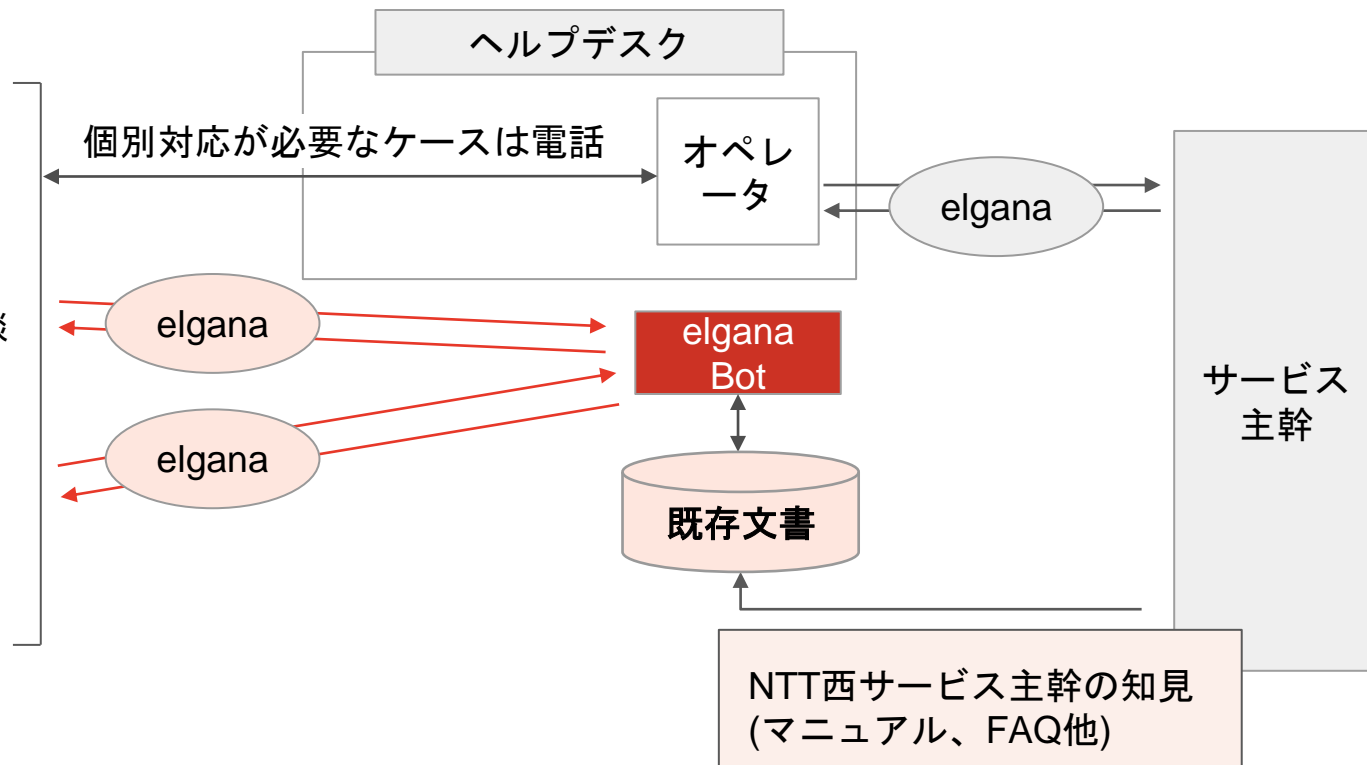 ヘルプデスク
個別対応が必要なケースは電話
オペレ
ータ
elgana
elgana
elgana
Bot
サービス
主幹
elgana
既存文書
NTT西サービス主幹の知見
(マニュアル、FAQ他)